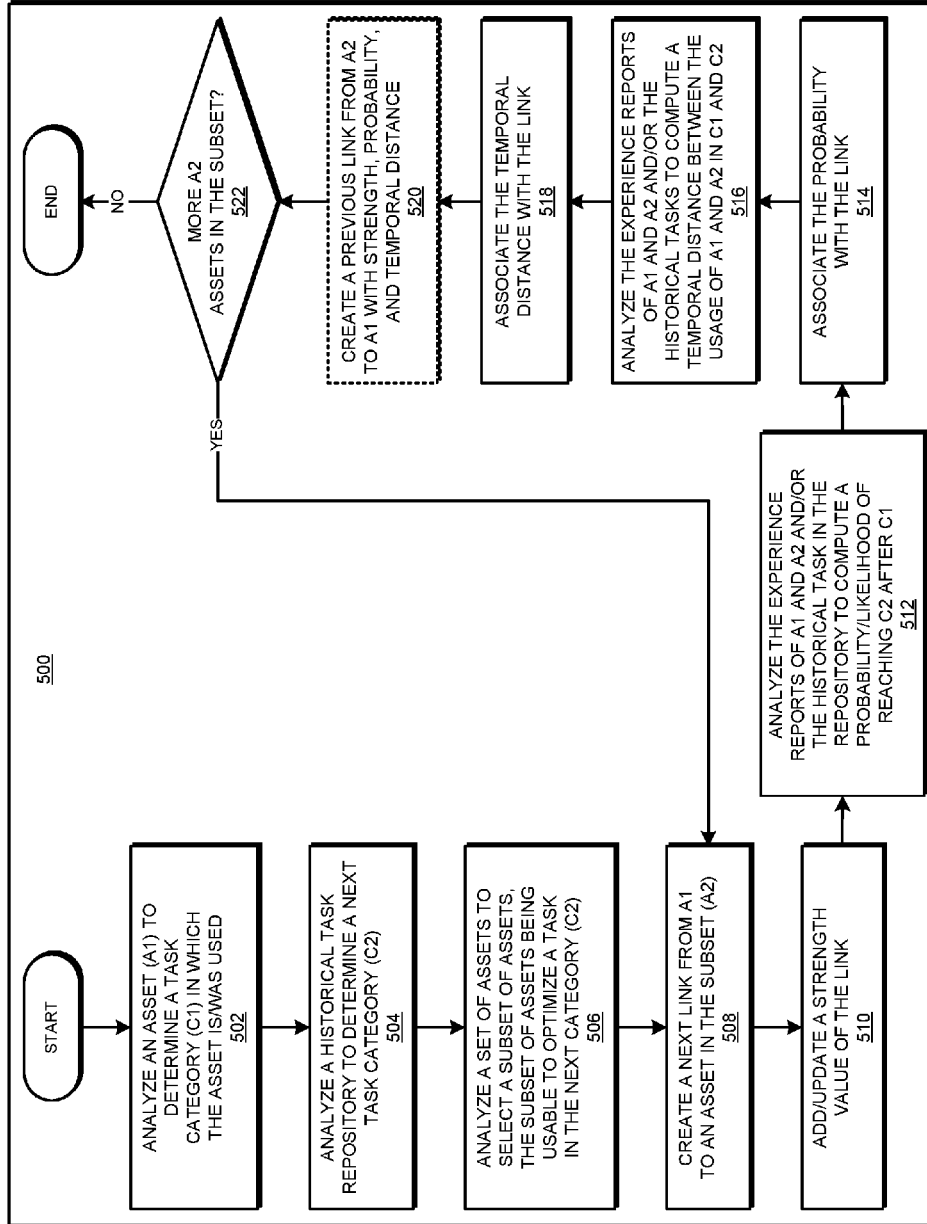 500
START
ANALYZE AN ASSET (A1) TO
DETERMINE A TASK
CATEGORY (C1) IN WHICH
THE ASSET IS/WAS USED
502
ANALYZE A HISTORICAL TASK
REPOSITORY TO DETERMINE A NEXT
TASK CATEGORY (C2)
504
ANALYZE A SET OF ASSETS TO
SELECT A SUBSET OF ASSETS,
THE SUBSET OF ASSETS BEING
USABLE TO OPTIMIZE A TASK
IN THE NEXT CATEGORY (C2)
506
CREATE A NEXT LINK FROM A1
TO AN ASSET IN THE SUBSET (A2)
508
ADD/UPDATE A STRENGTH
VALUE OF THE LINK
510
ANALYZE THE EXPERIENCE
REPORTS OF A1 AND A2 AND/OR
THE HISTORICAL TASK IN THE
REPOSITORY TO COMPUTE A
PROBABILITY/LIKELIHOOD OF
REACHING C2 AFTER C1
512
ASSOCIATE THE PROBABILITY
WITH THE LINK
514
ANALYZE THE EXPERIENCE REPORTS
OF A1 AND A2 AND/OR THE
HISTORICAL TASKS TO COMPUTE A
TEMPORAL DISTANCE BETWEEN THE
USAGE OF A1 AND A2 IN C1 AND C2
516
ASSOCIATE THE TEMPORAL
DISTANCE WITH THE LINK
518
CREATE A PREVIOUS LINK FROM A2
TO A1 WITH STRENGTH, PROBABILITY,
AND TEMPORAL DISTANCE
520
MORE A2
ASSETS IN THE SUBSET?
522
YES
NO
END